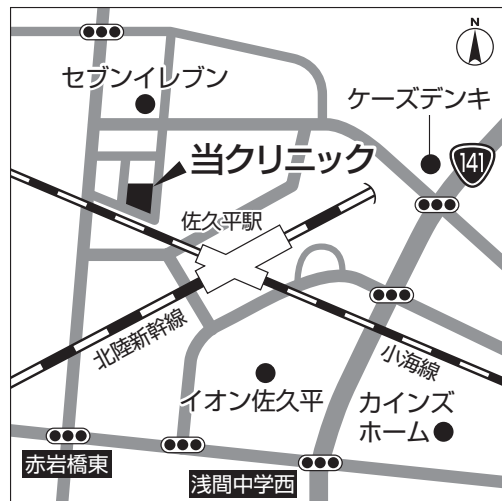 N
セブンイレブン
ケーズデンキ
141
当クリニック
佐久平駅
北陸新幹線
小海線
イオン佐久平
カインズ
ホーム
赤岩橋東
浅間中学西